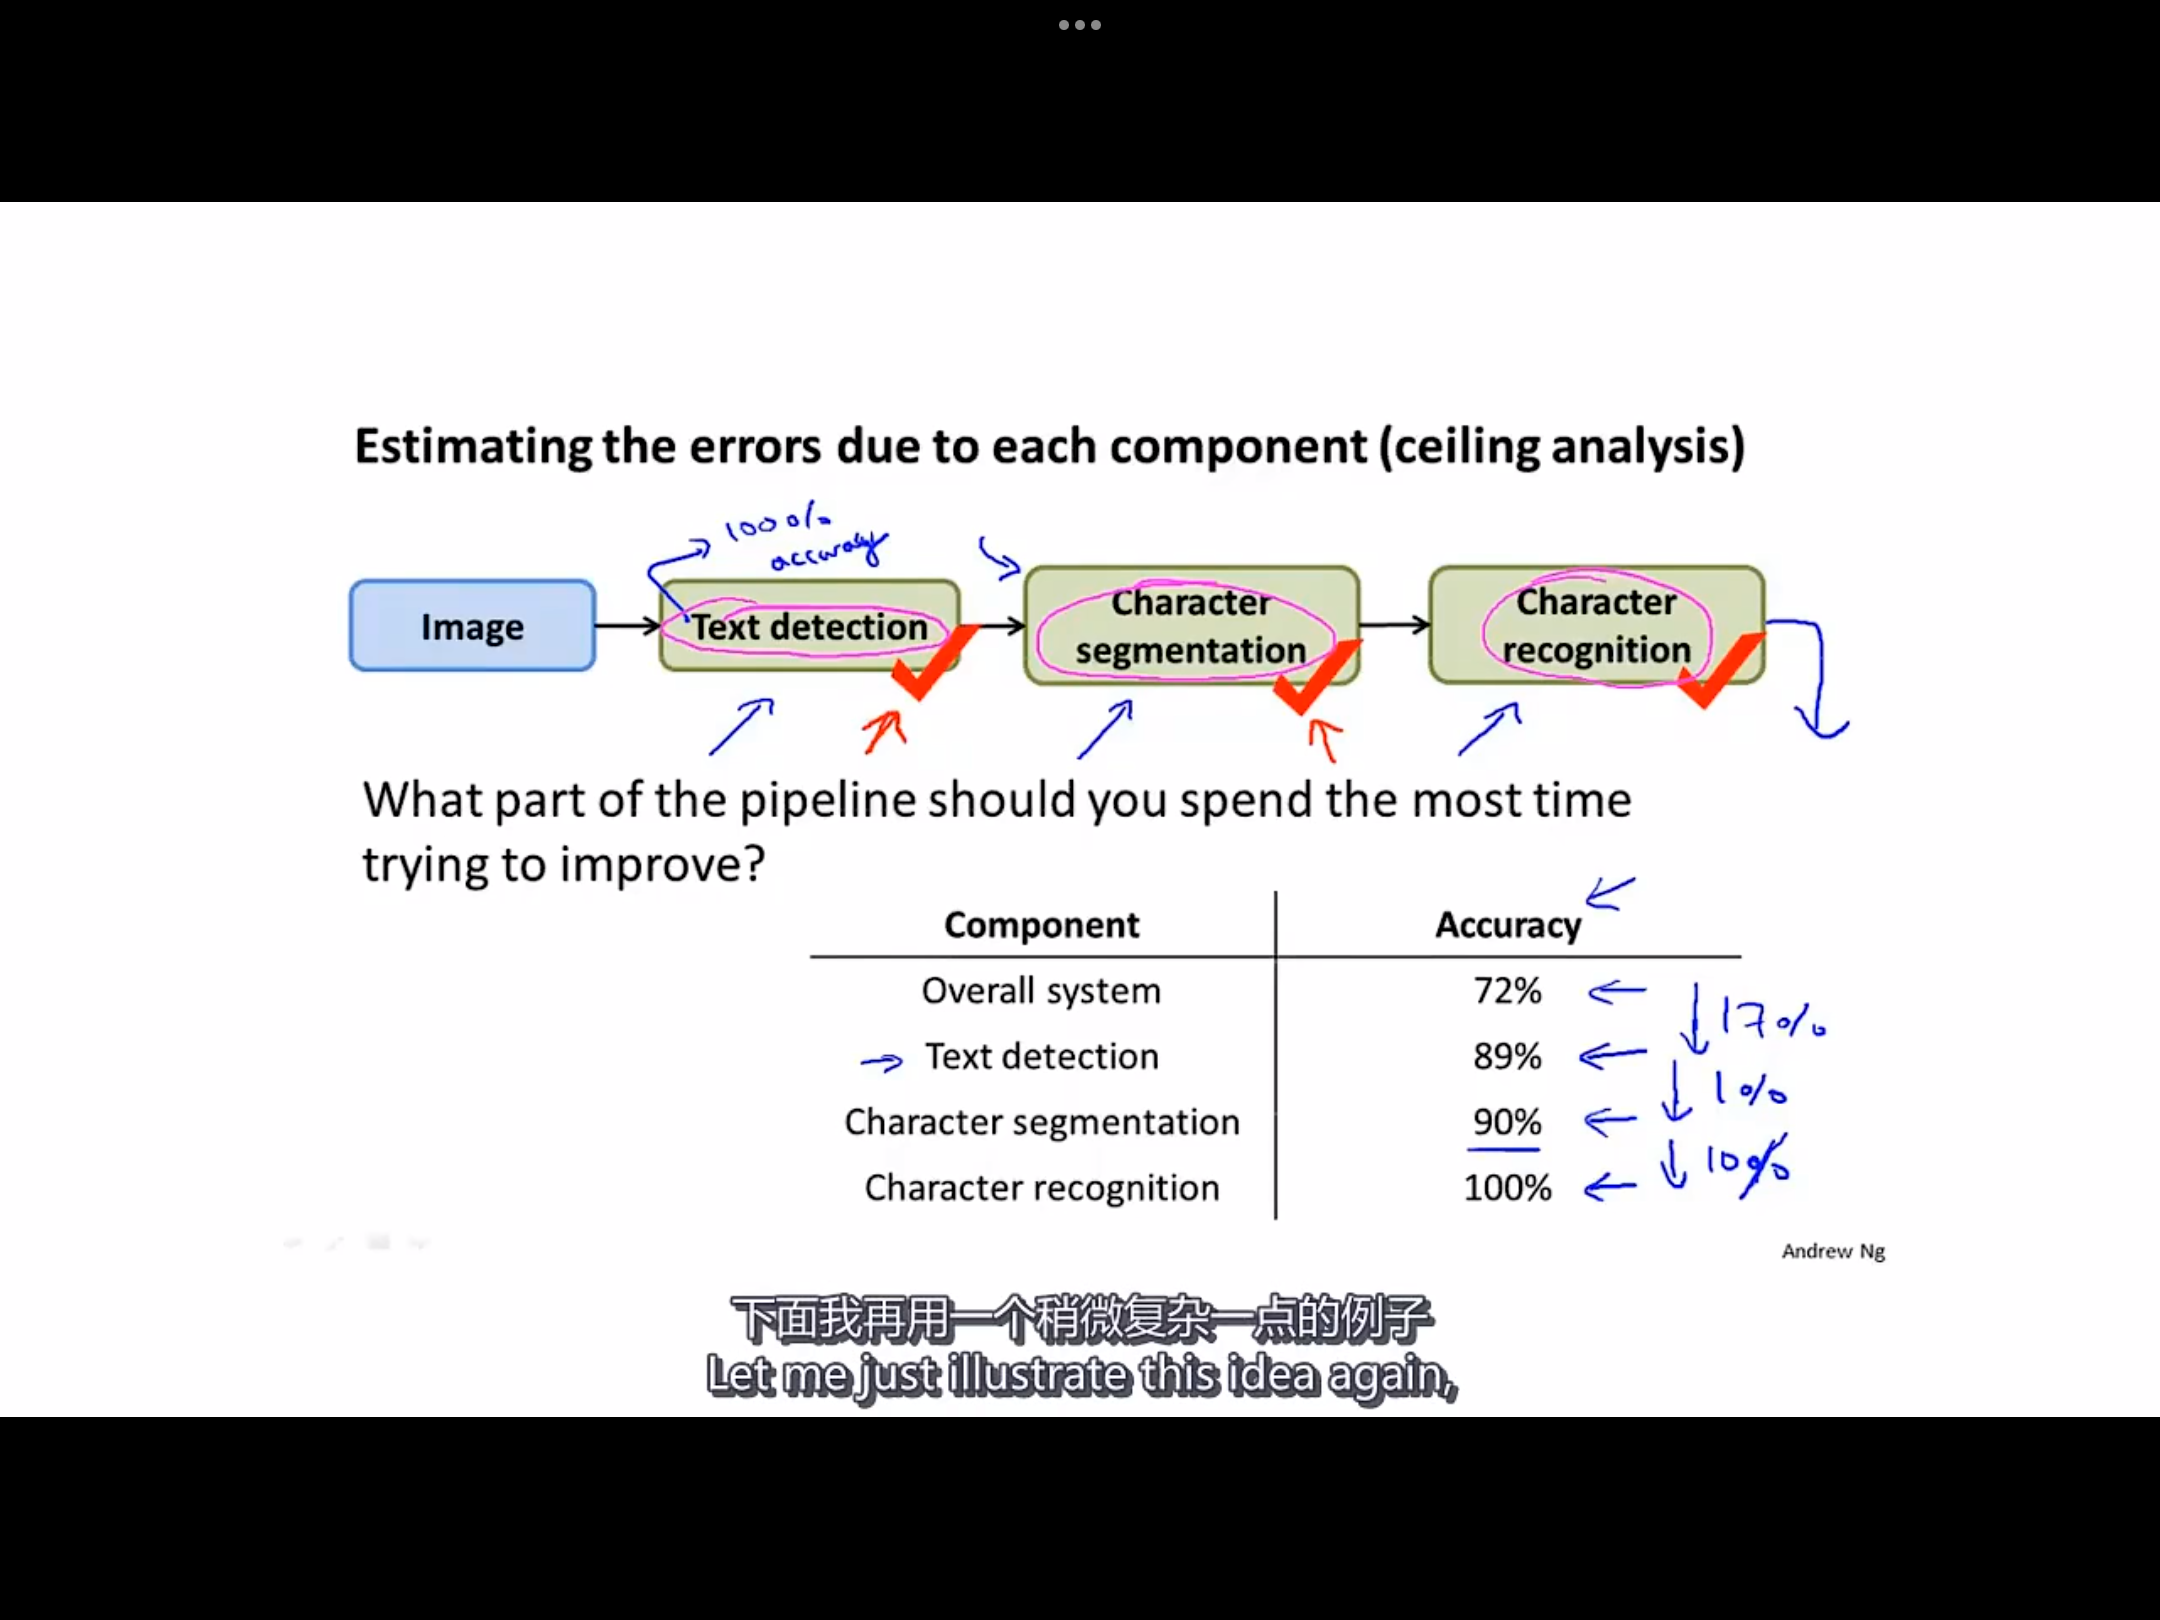 Estimating the errors due to each component (ceiling analysis)
100%
accuracy
Image
Text detection
Character
segmentation
Character
recognition
What part of the pipeline should you spend the most time
trying to improve?
Component Accuracy
Overall system 72%
17%
Text detection 89%
1%
Character segmentation 90%
10%
Character recognition 100%
Andrew Ng
下面我再用一个稍微复杂一点的例子
Let me just illustrate this idea again,